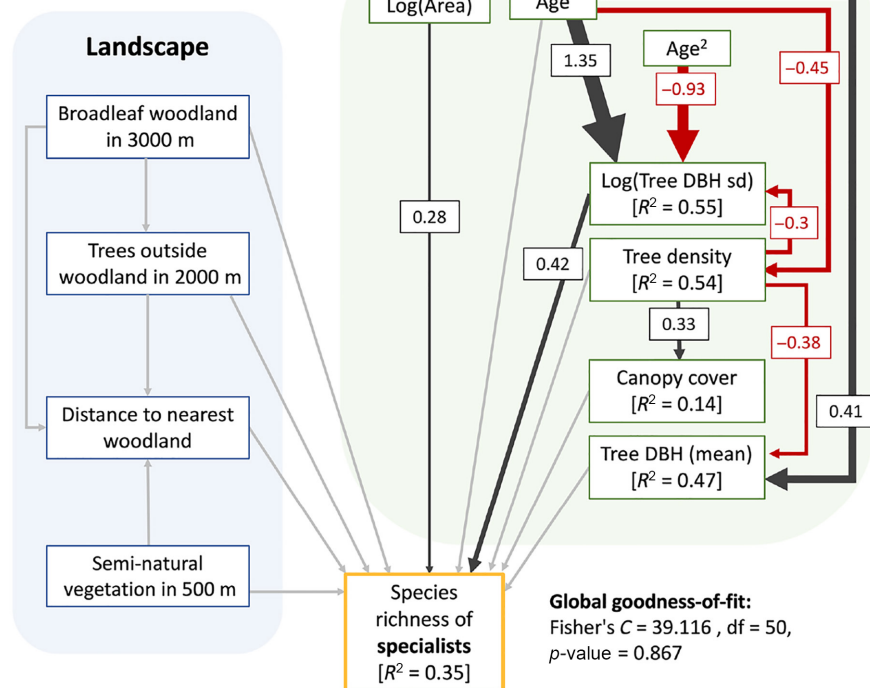 Log(Area)
Age
Landscape
Age²
1.35
–0.45
–0.93
Broadleaf woodland
in 3000 m
Log(Tree DBH sd)
[R² = 0.55]
0.28
–0.3
Trees outside
woodland in 2000 m
0.42
Tree density
[R² = 0.54]
0.33
–0.38
Canopy cover
[R² = 0.14]
Distance to nearest
woodland
0.41
Tree DBH (mean)
[R² = 0.47]
Semi-natural
vegetation in 500 m
Species
richness of
specialists
[R² = 0.35]
Global goodness-of-fit:
Fisher's C = 39.116 , df = 50,
p-value = 0.867